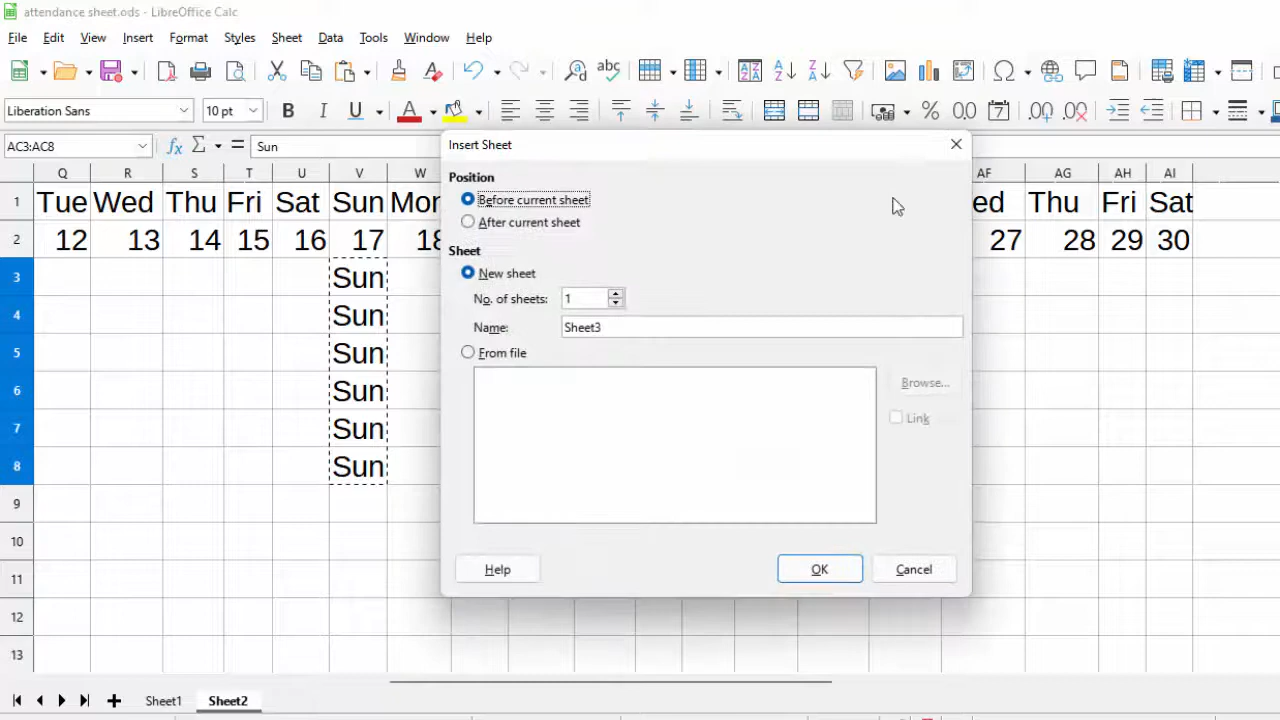 attendance sheet.ods - LibreOffice Calc
File Edit View Insert Format Styles Sheet Data Tools Window Help
Liberation Sans 10 pt
AC3:AC8 Sun
Insert Sheet
Q R S T U V W AF AG AH AI
Position
1 Tue Wed Thu Fri Sat Sun Mon ed Thu Fri Sat
Before current sheet
After current sheet
2 12 13 14 15 16 17 18 27 28 29 30
Sheet
3 Sun
New sheet
No. of sheets: 1
4 Sun
Name: Sheet3
5 Sun
From file
6 Sun
Browse...
Link
7 Sun
8 Sun
9
10
11
Help OK Cancel
12
13
Sheet1 Sheet2